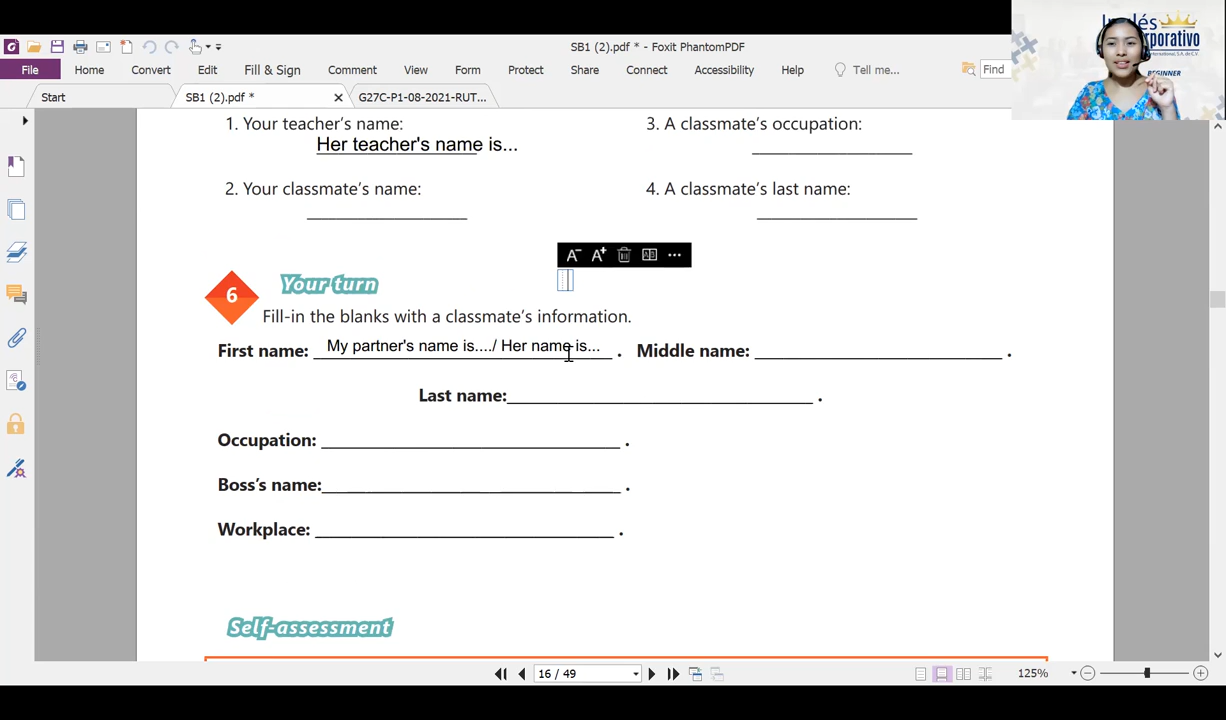 SB1 (2).pdf * - Foxit PhantomPDF
File Home Convert Edit Fill & Sign Comment View Form Protect Share Connect Accessibility Help Tell me... Find
Start SB1 (2).pdf * G27C-P1-08-2021-RUT...
Inglés
Corporativo
International, S.A. de C.V.
BEGINNER
1. Your teacher's name:
Her teacher's name is...
3. A classmate's occupation:
2. Your classmate's name:
4. A classmate's last name:
6 Your turn
Fill-in the blanks with a classmate's information.
First name: My partner's name is..../ Her name is... . Middle name: .
Last name: .
Occupation: .
Boss's name: .
Workplace: .
Self-assessment
16 / 49
125%